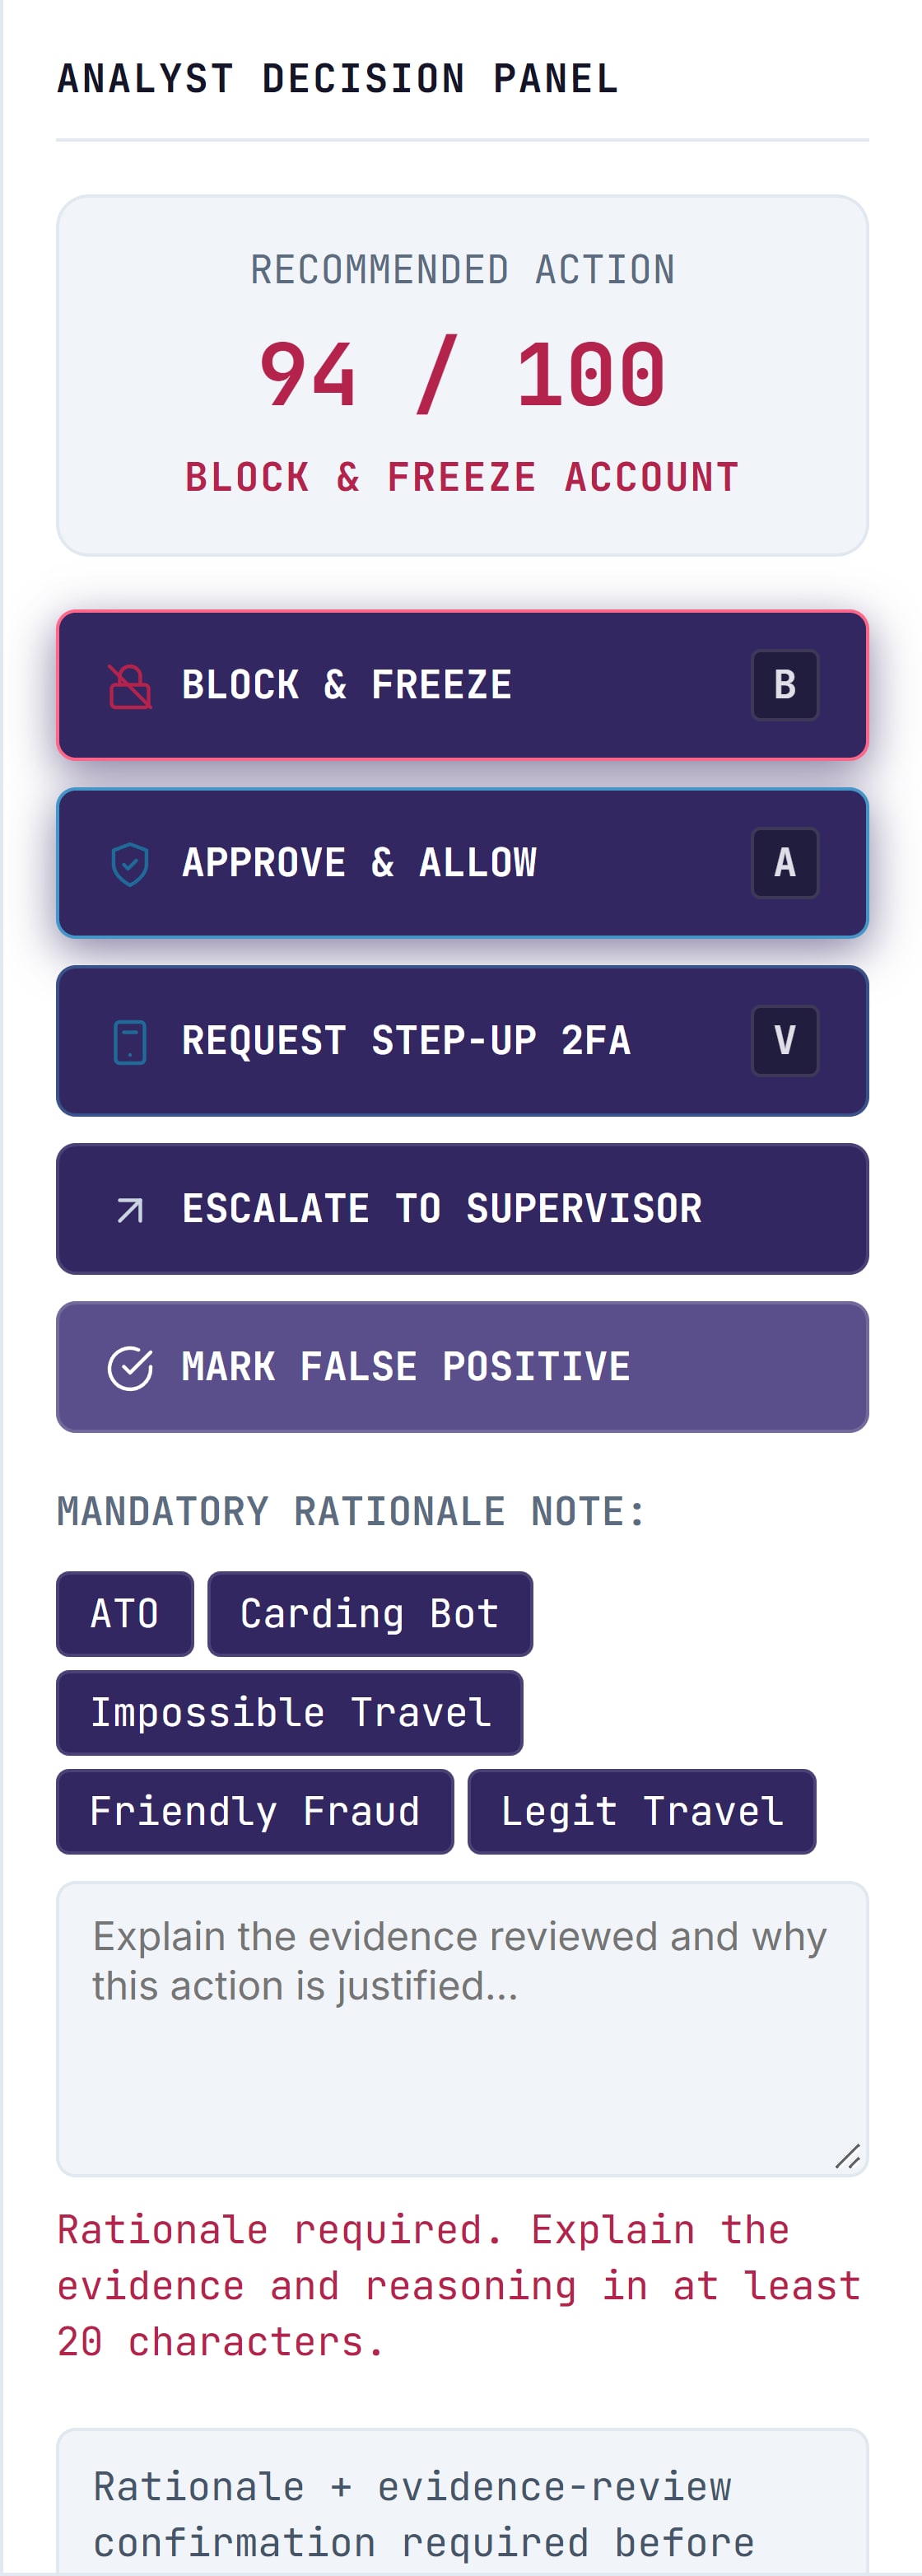 ANALYST DECISION PANEL
RECOMMENDED ACTION
94 / 100
BLOCK & FREEZE ACCOUNT
BLOCK & FREEZE B
APPROVE & ALLOW A
REQUEST STEP-UP 2FA V
ESCALATE TO SUPERVISOR
MARK FALSE POSITIVE
MANDATORY RATIONALE NOTE:
ATO Carding Bot
Impossible Travel
Friendly Fraud Legit Travel
Explain the evidence reviewed and why
this action is justified...
Rationale required. Explain the
evidence and reasoning in at least
20 characters.
Rationale + evidence-review
confirmation required before